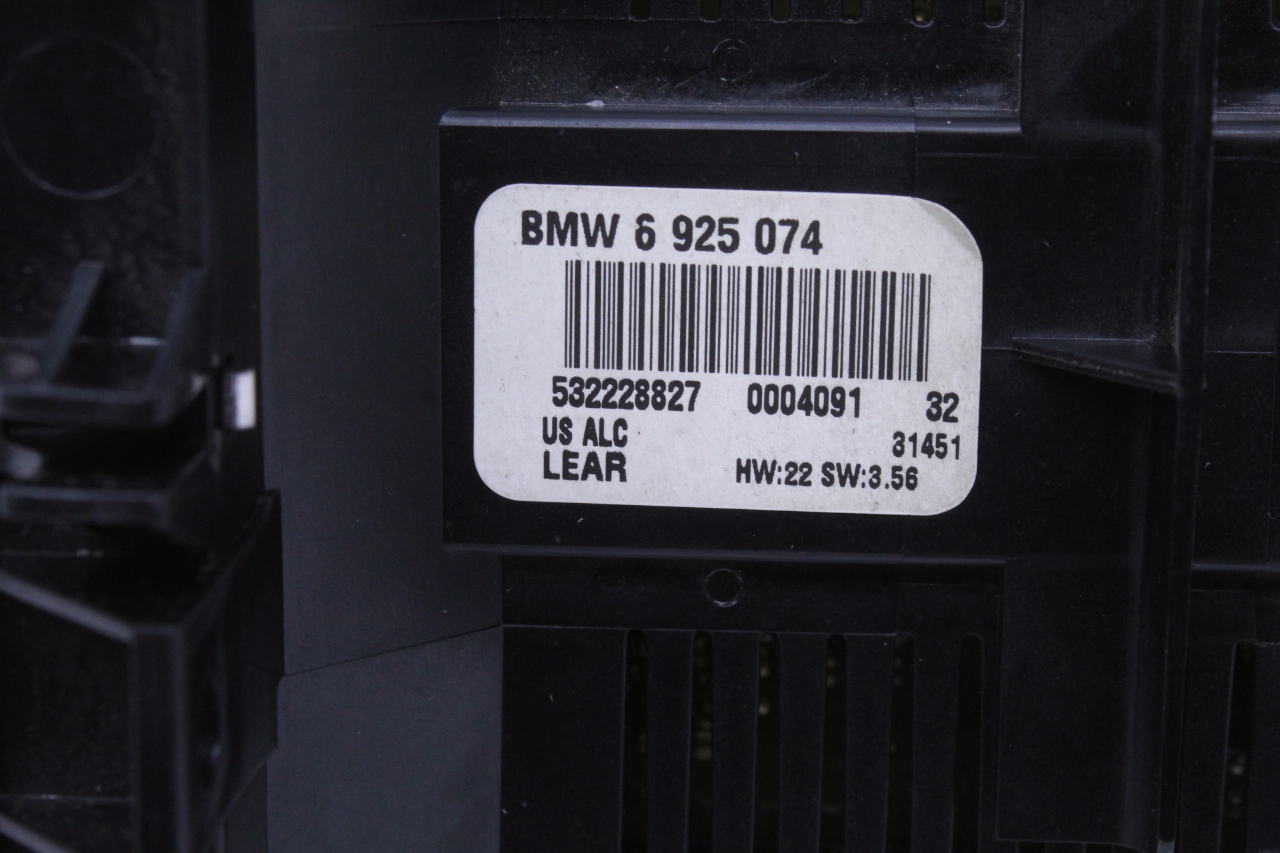 BMW 6 925 074
532228827 0004091 32
US ALC 31451
LEAR HW:22 SW:3.56